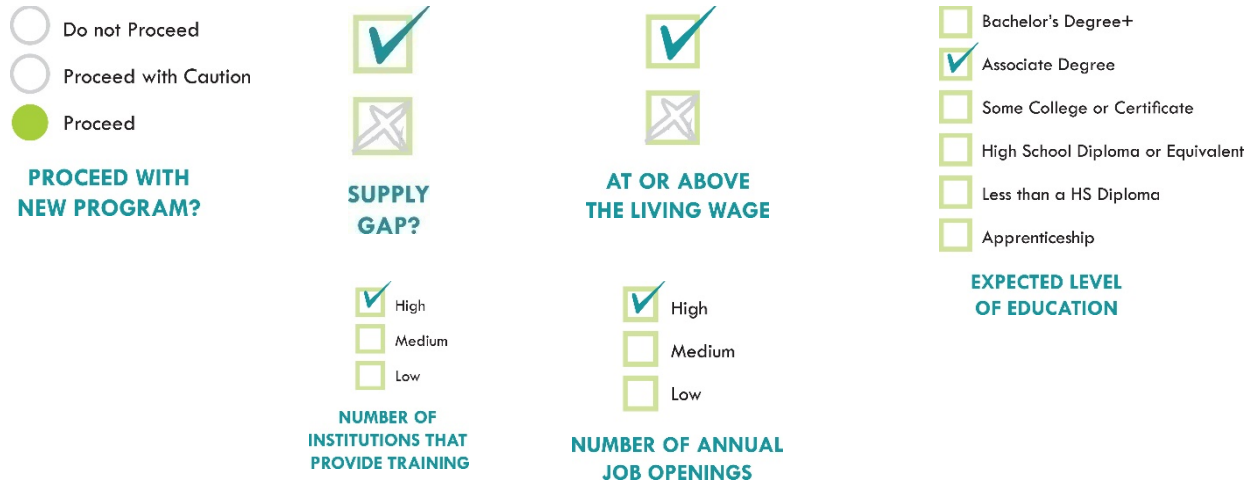 Do not Proceed
Proceed with Caution
Proceed
PROCEED WITH
NEW PROGRAM?
SUPPLY
GAP?
AT OR ABOVE
THE LIVING WAGE
Bachelor's Degree+
Associate Degree
Some College or Certificate
High School Diploma or Equivalent
Less than a HS Diploma
Apprenticeship
EXPECTED LEVEL
OF EDUCATION
High
Medium
Low
NUMBER OF
INSTITUTIONS THAT
PROVIDE TRAINING
High
Medium
Low
NUMBER OF ANNUAL
JOB OPENINGS